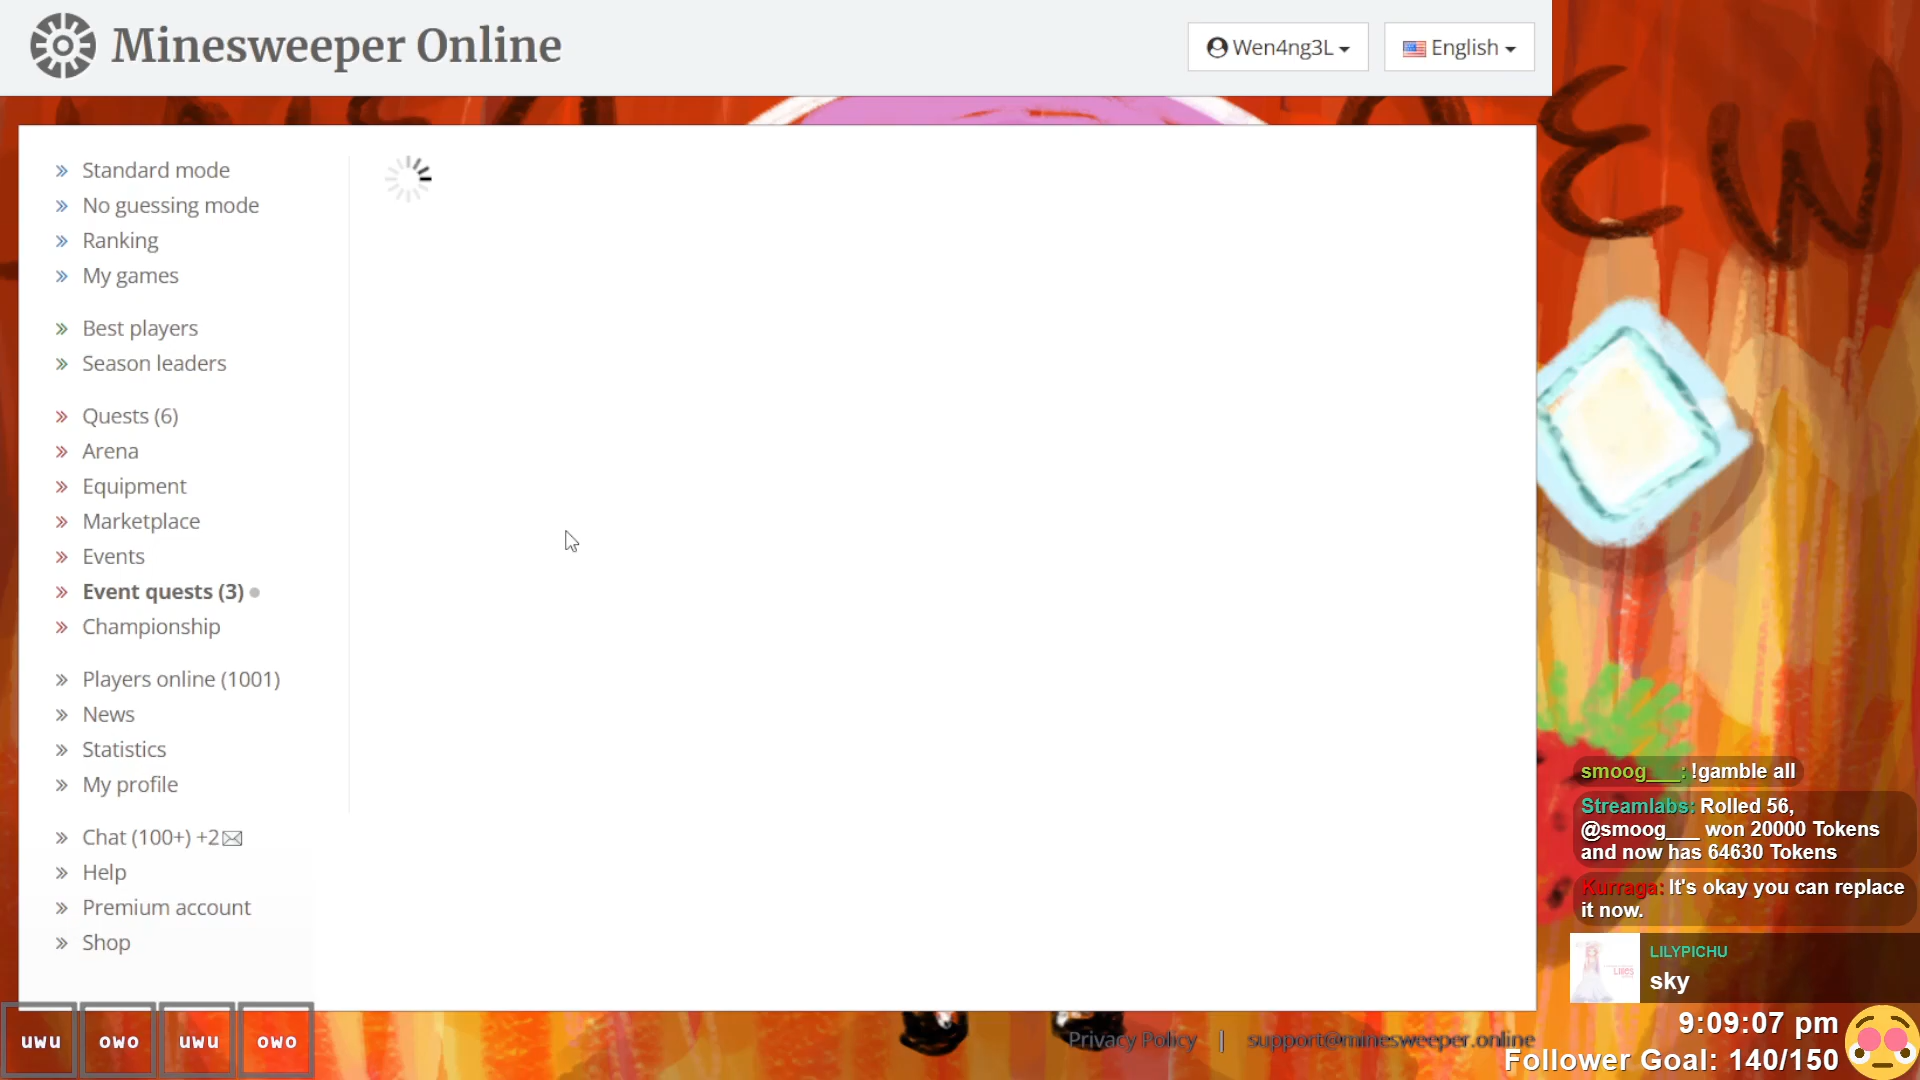 Minesweeper Online
Wen4ng3L
English
Standard mode
No guessing mode
Ranking
My games
Best players
Season leaders
Quests (6)
Arena
Equipment
Marketplace
Events
Event quests (3)
Championship
Players online (1001)
News
Statistics
My profile
Chat (100+) +2
Help
Premium account
Shop
smoog___: !gamble all
Streamlabs: Rolled 56,
@smoog___ won 20000 Tokens
and now has 64630 Tokens
Kurraga: It's okay you can replace
it now.
LILYPICHU
sky
uwu owo uwu owo
Privacy Policy | support@minesweeper.online
9:09:07 pm
Follower Goal: 140/150